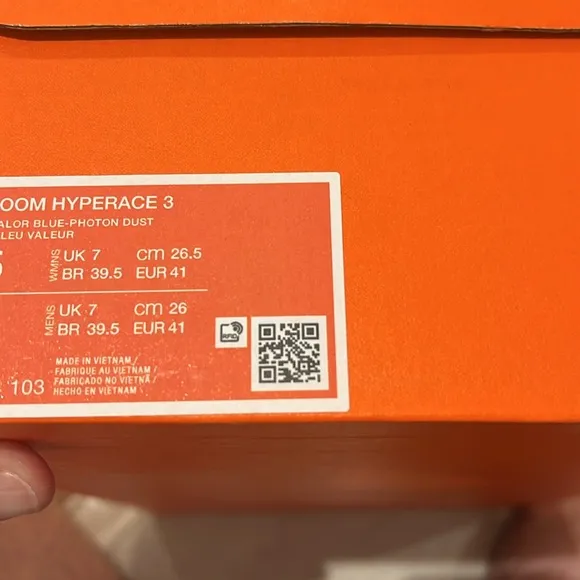 OOM HYPERACE 3
ALOR BLUE-PHOTON DUST
LEU VALEUR
5 WMNS UK 7 cm 26.5
BR 39.5 EUR 41
MENS UK 7 cm 26
BR 39.5 EUR 41
RFID
MADE IN VIETNAM /
FABRIQUE AU VIETNAM /
103 FABRICADO NO VIETNÃ /
HECHO EN VIETNAM